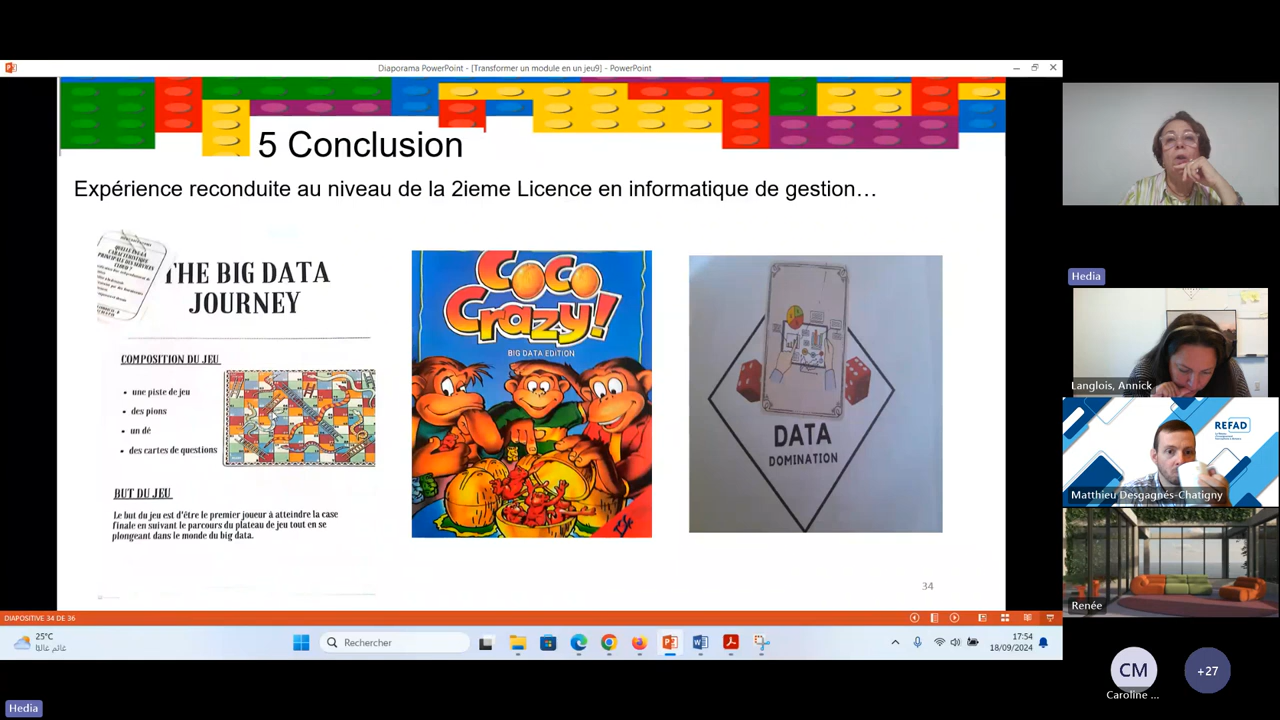 Diaporama PowerPoint - [Transformer un module en un jeu9] - PowerPoint
5 Conclusion
Expérience reconduite au niveau de la 2ieme Licence en informatique de gestion…
THE BIG DATA
JOURNEY
COMPOSITION DU JEU
• une piste de jeu
• des pions
• un dé
• des cartes de questions
BUT DU JEU
Le but du jeu est d'être le premier joueur à atteindre la case
finale en suivant le parcours du plateau de jeu tout en se
plongeant dans le monde du big data.
Coco
Crazy!
BIG DATA EDITION
DATA
DOMINATION
34
DIAPOSITIVE 34 DE 36
25°C
غائم غالبًا
Rechercher
17:54
18/09/2024
Hedia
Langlois, Annick
REFAD
Matthieu Desgagnés-Chatigny
Renée
CM
Caroline ...
+27
Hedia